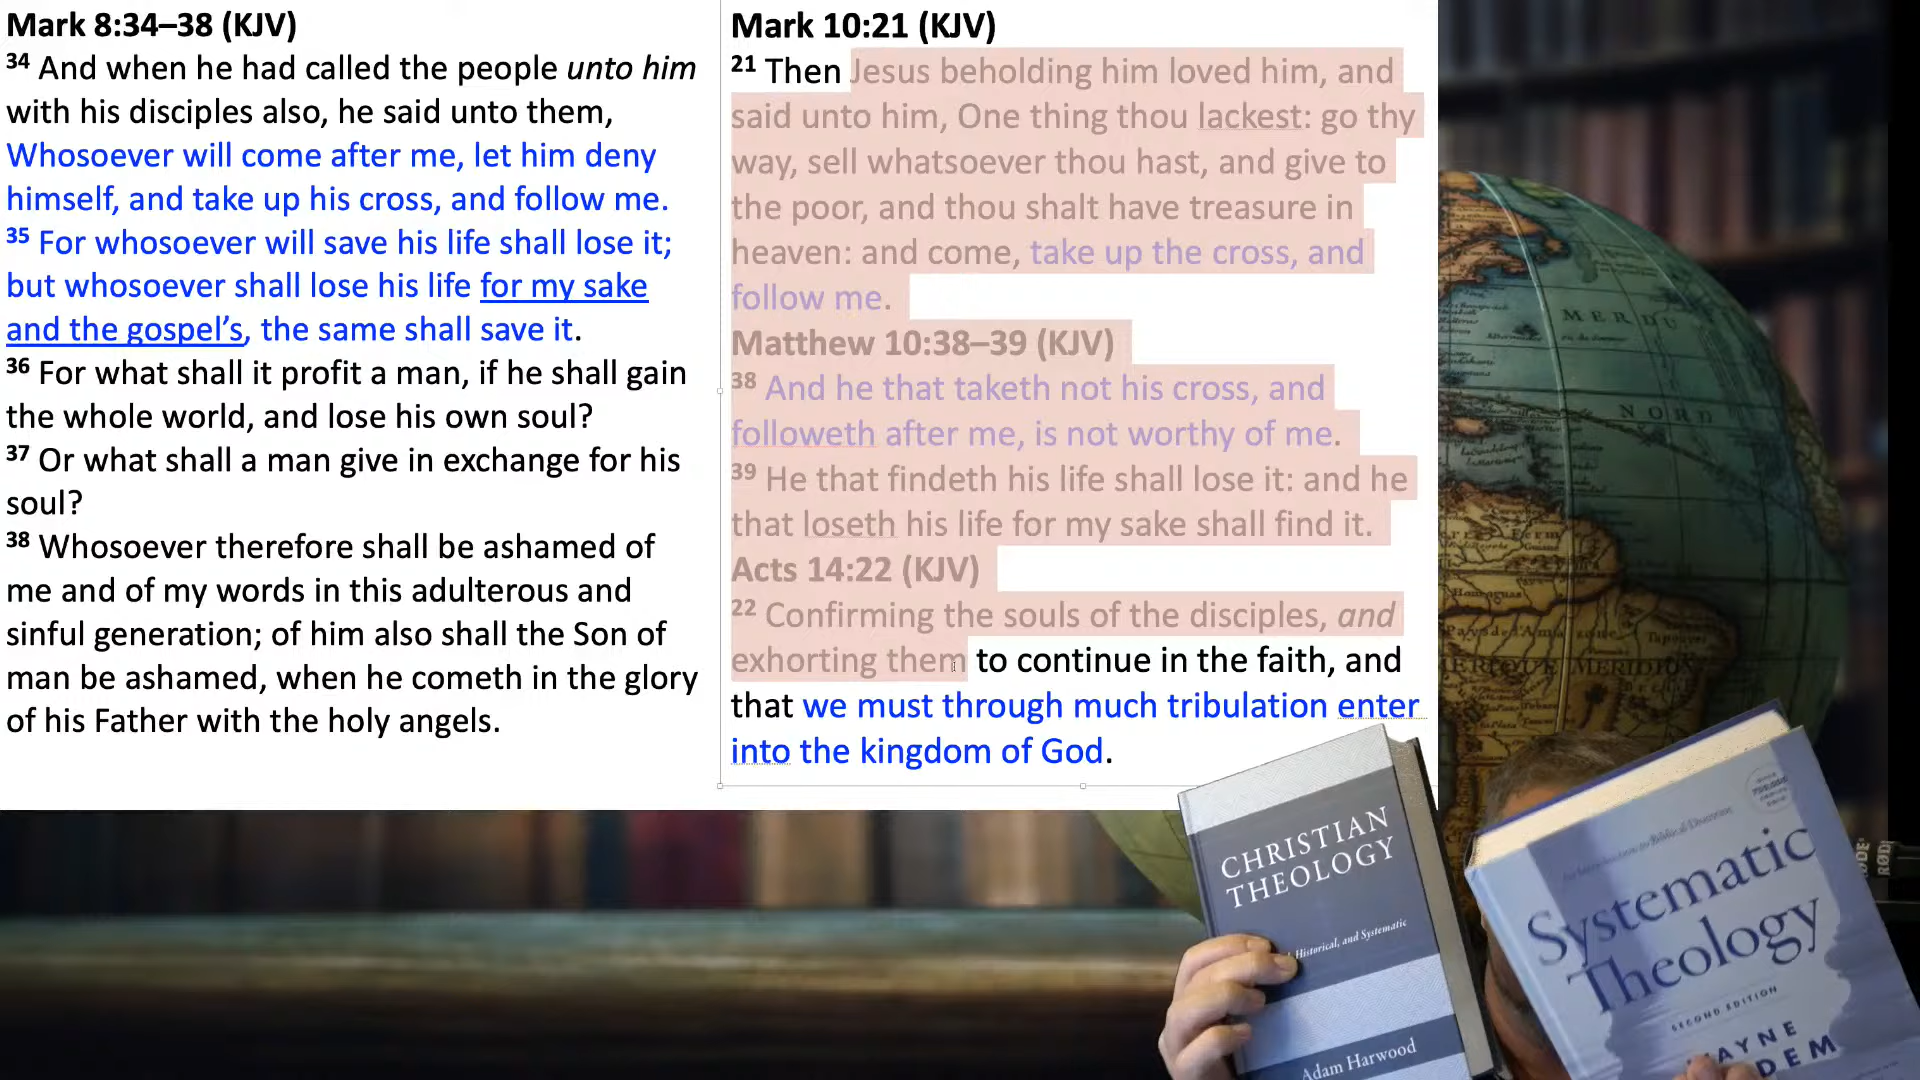 Mark 8:34–38 (KJV)
34 And when he had called the people unto him
with his disciples also, he said unto them,
Whosoever will come after me, let him deny
himself, and take up his cross, and follow me.
35 For whosoever will save his life shall lose it;
but whosoever shall lose his life for my sake
and the gospel’s, the same shall save it.
36 For what shall it profit a man, if he shall gain
the whole world, and lose his own soul?
37 Or what shall a man give in exchange for his
soul?
38 Whosoever therefore shall be ashamed of
me and of my words in this adulterous and
sinful generation; of him also shall the Son of
man be ashamed, when he cometh in the glory
of his Father with the holy angels.
Mark 10:21 (KJV)
21 Then Jesus beholding him loved him, and
said unto him, One thing thou lackest: go thy
way, sell whatsoever thou hast, and give to
the poor, and thou shalt have treasure in
heaven: and come, take up the cross, and
follow me.
Matthew 10:38–39 (KJV)
38 And he that taketh not his cross, and
followeth after me, is not worthy of me.
39 He that findeth his life shall lose it: and he
that loseth his life for my sake shall find it.
Acts 14:22 (KJV)
22 Confirming the souls of the disciples, and
exhorting them to continue in the faith, and
that we must through much tribulation enter
into the kingdom of God.
MER DU
NORD
CHRISTIAN
THEOLOGY
Historical, and Systematic
Adam Harwood
Systematic
Theology
SECOND EDITION
WAYNE
DEM
RØDE